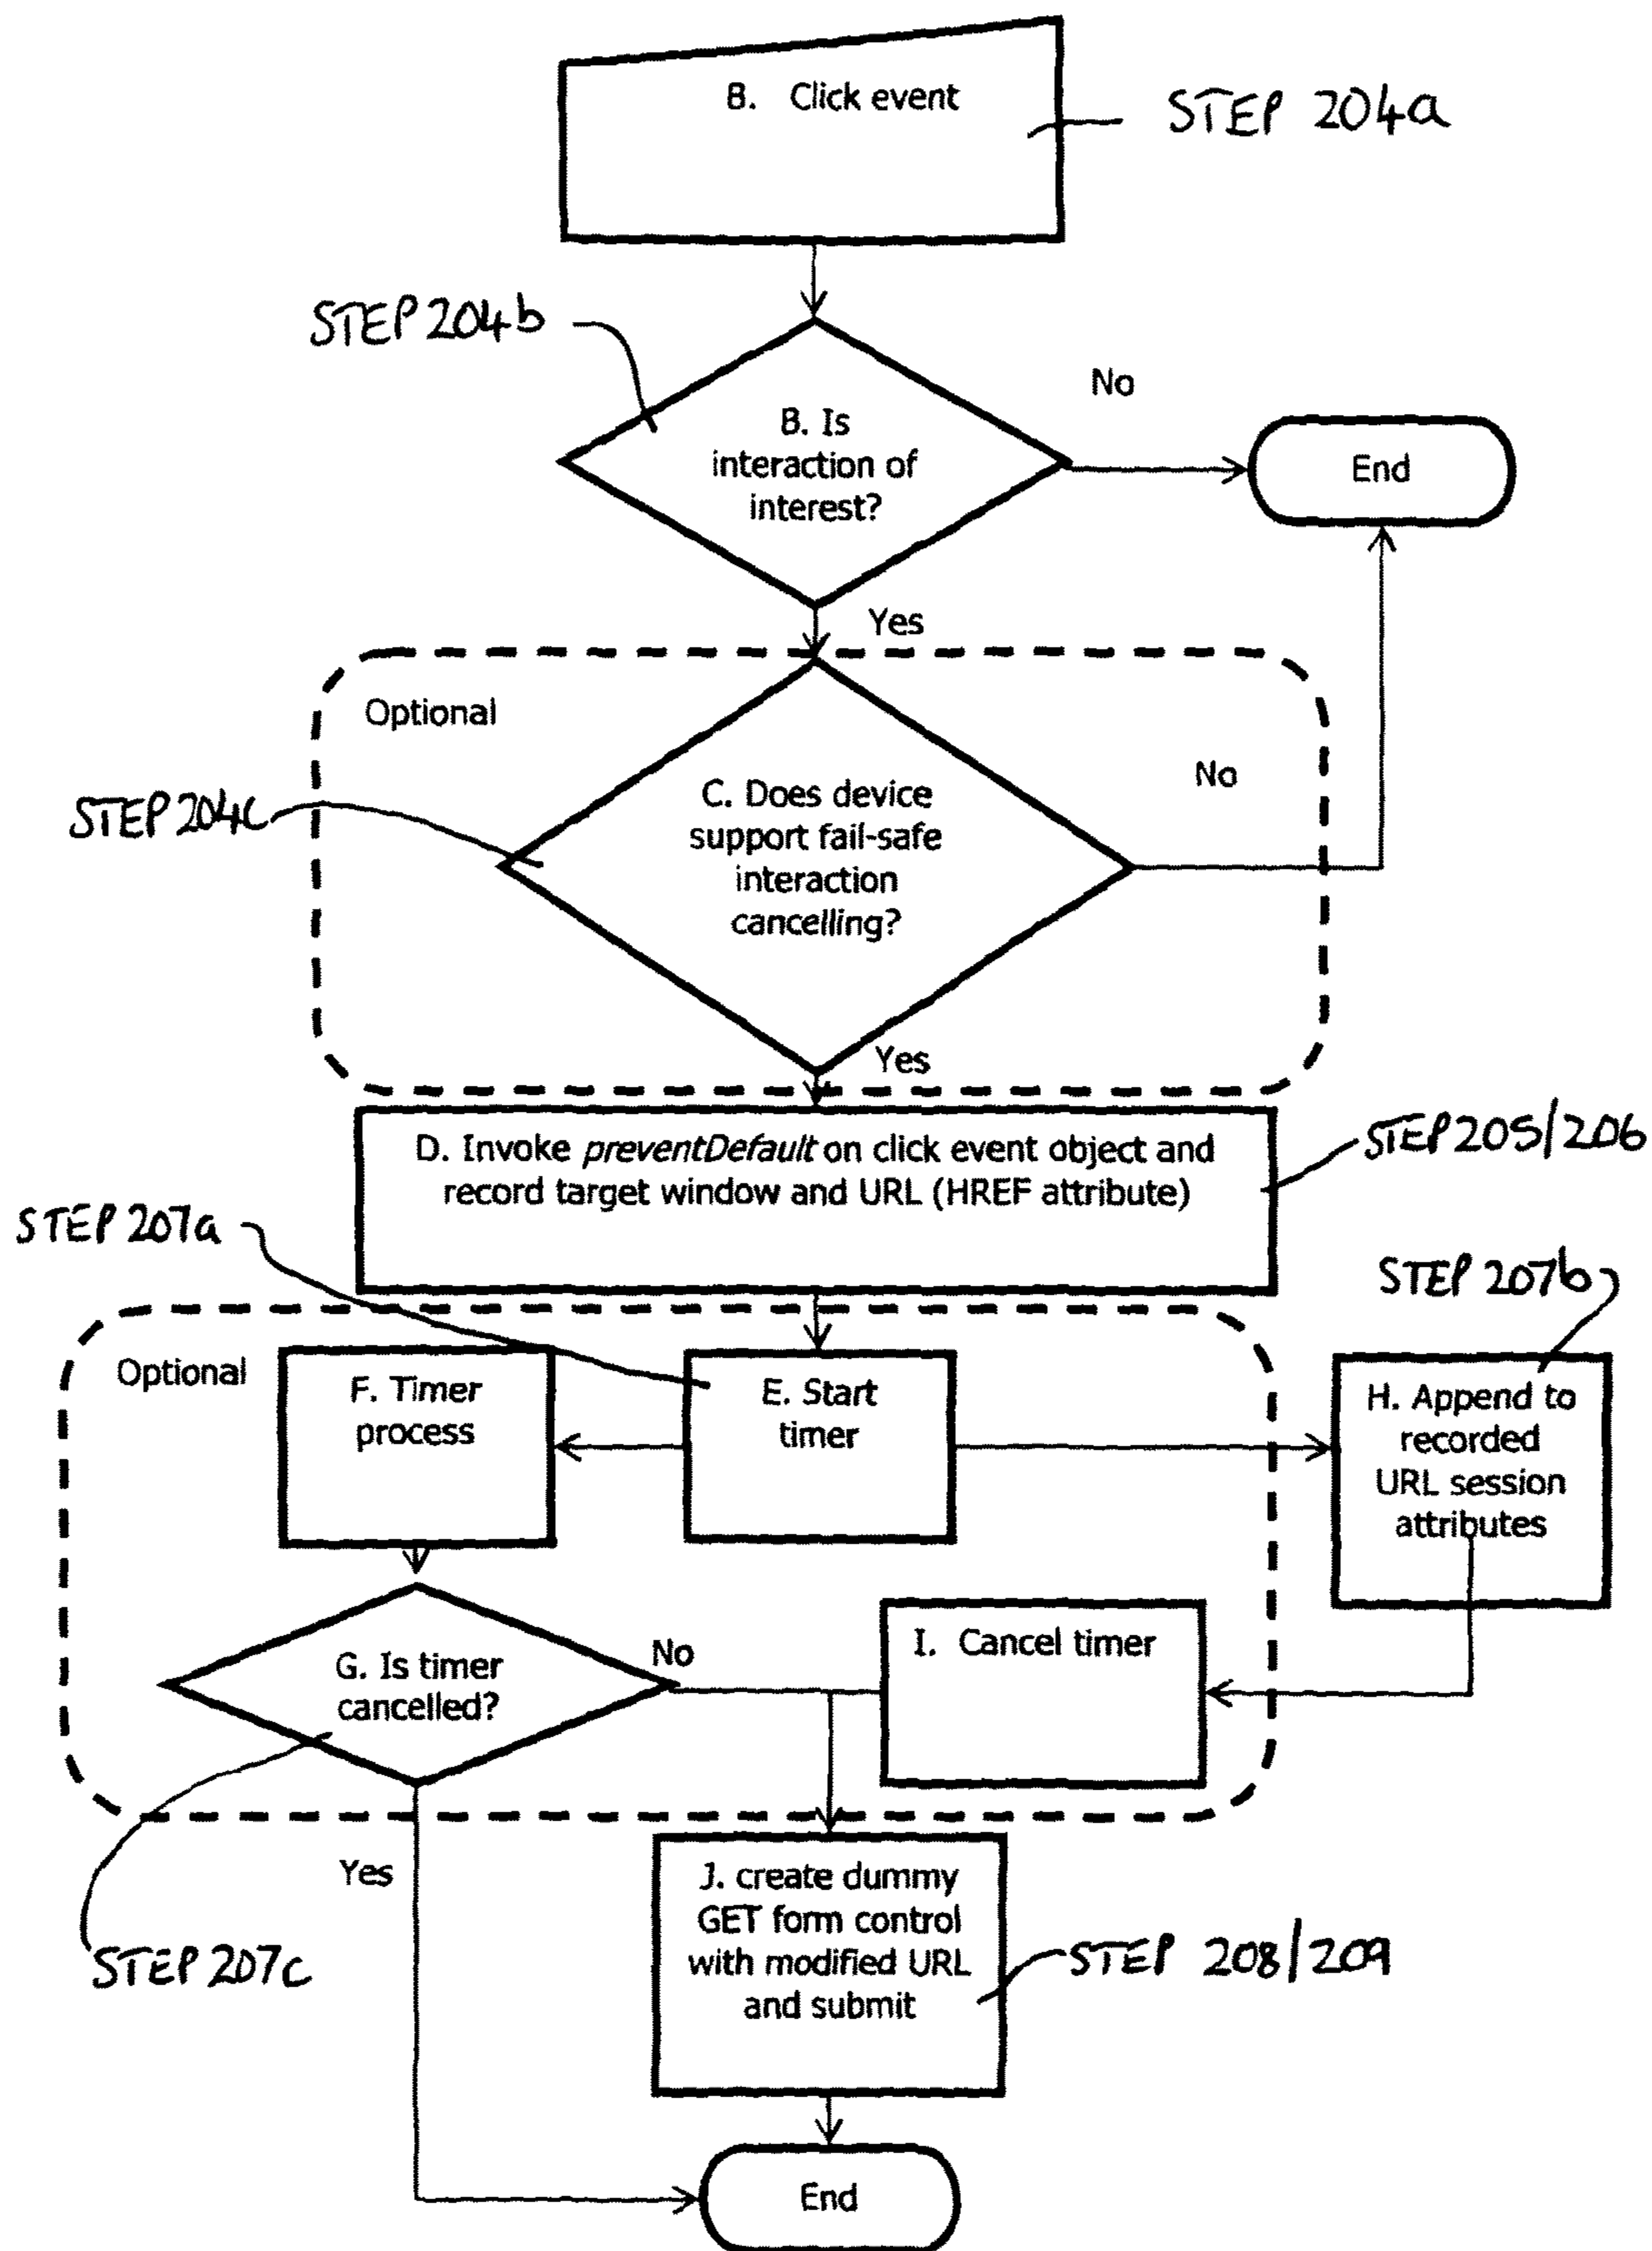 B. Click event
STEP 204a
STEP 204b
No
B. Is
interaction of
interest?
End
Yes
Optional
No
C. Does device
support fail-safe
interaction
cancelling?
STEP 204c
Yes
D. Invoke preventDefault on click event object and
record target window and URL (HREF attribute)
STEP 205/206
STEP 207a
STEP 207b
Optional
F. Timer
process
E. Start
timer
H. Append to
recorded
URL session
attributes
G. Is timer
cancelled?
No
I. Cancel timer
Yes
J. create dummy
GET form control
with modified URL
and submit
STEP 207c
STEP 208/209
End